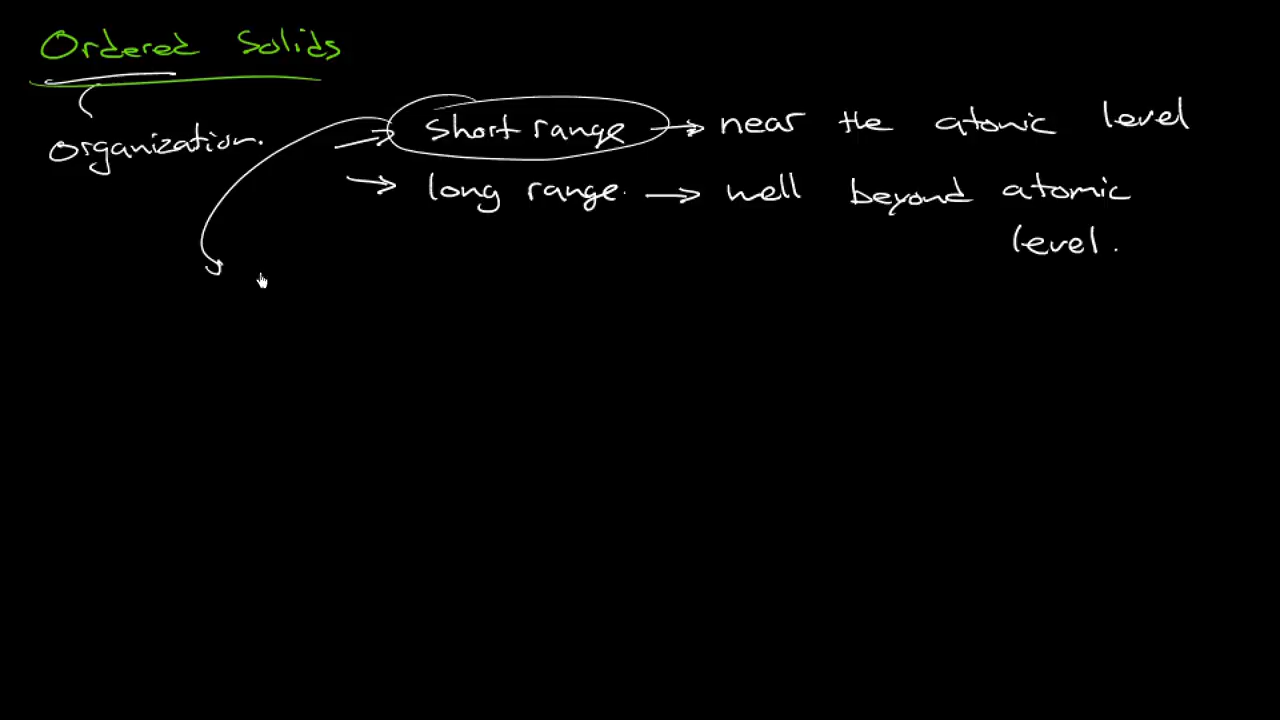 Ordered Solids
organization.
→ short range → near the atomic level
→ long range. → well beyond atomic
level.